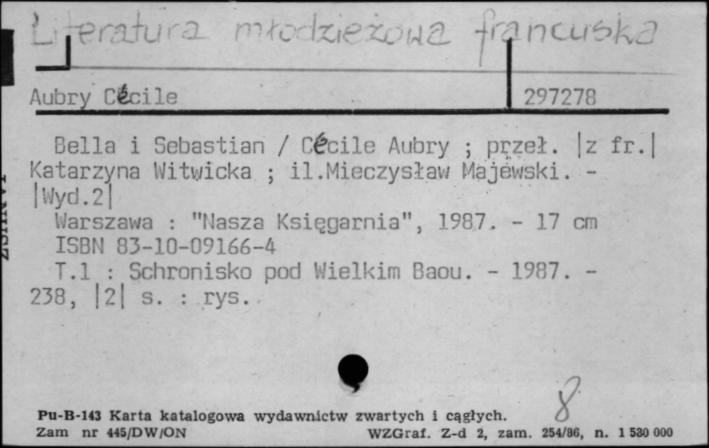 Literatura młodzieżowa francuska
Aubry Cécile 297278
Bella i Sebastian / Cécile Aubry ; przeł. |z fr.|
Katarzyna Witwicka ; il.Mieczysław Majewski. -
|Wyd.2|
Warszawa : "Nasza Księgarnia", 1987. - 17 cm
ISBN 83-10-09166-4
T.1 : Schronisko pod Wielkim Baou. - 1987. -
238, |2| s. : rys.
8
Pu-B-143 Karta katalogowa wydawnictw zwartych i cągłych.
Zam nr 445/DW/ON WZGraf. Z-d 2, zam. 254/86, n. 1 530 000